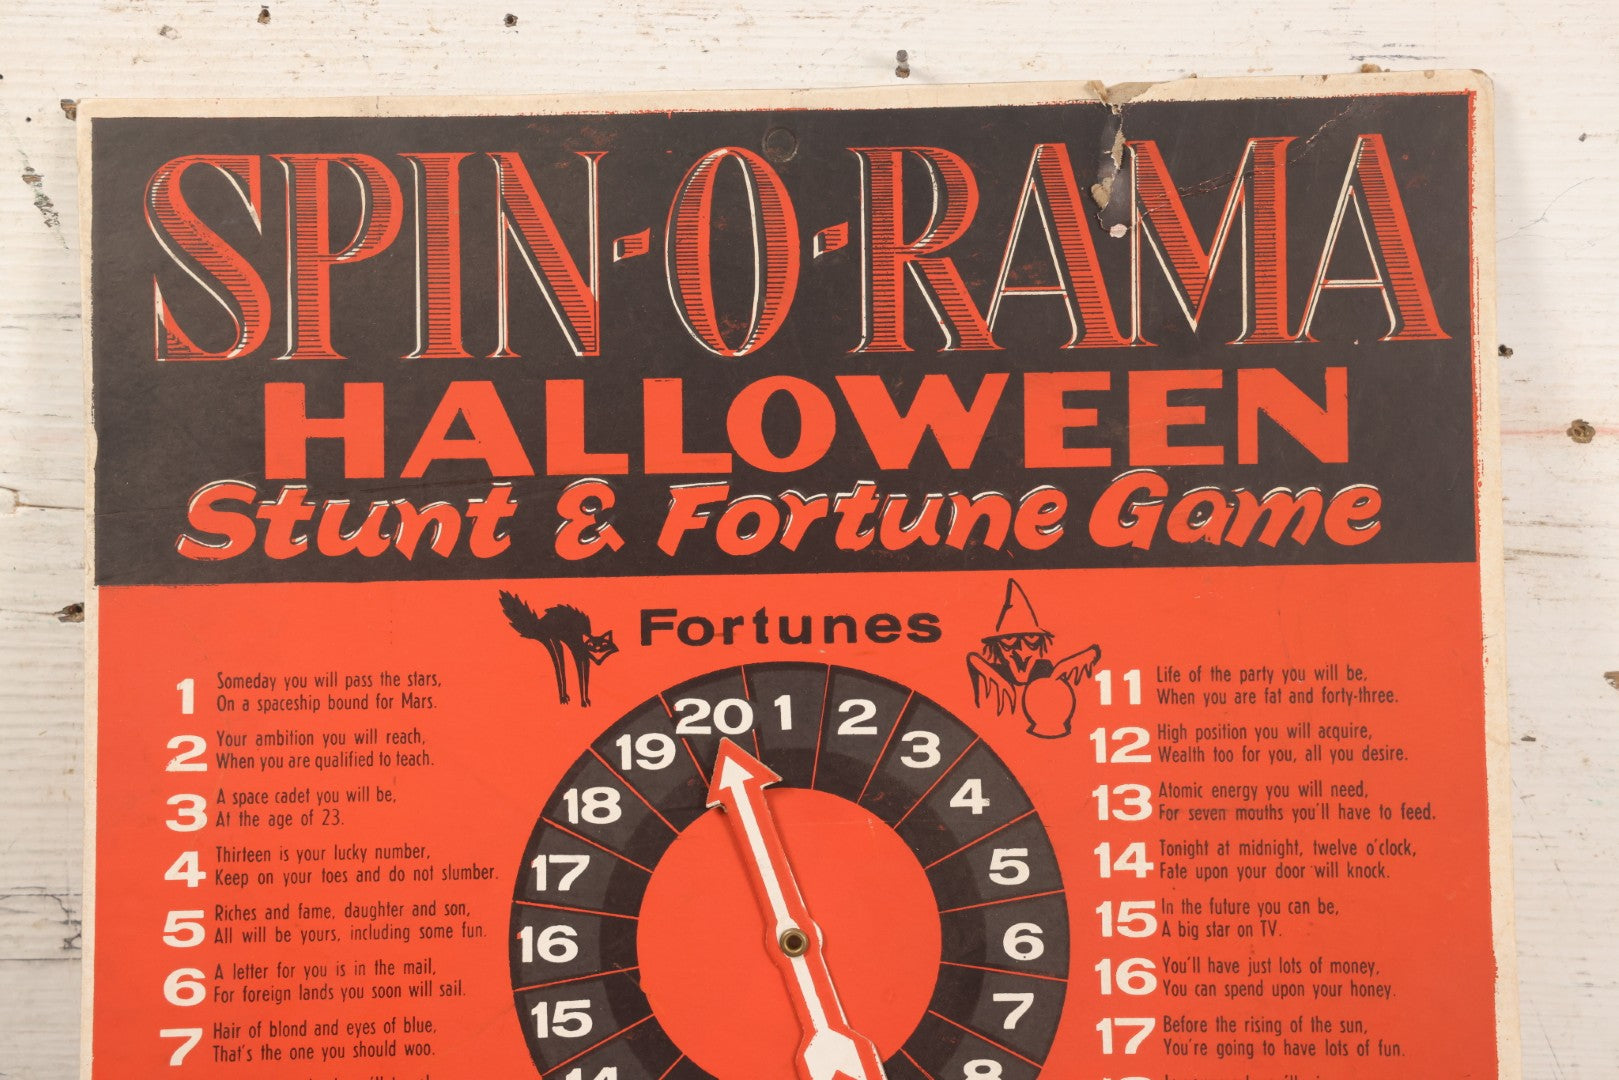 SPIN-O-RAMA
HALLOWEEN
Stunt & Fortune Game
Fortunes
1 Someday you will pass the stars,
On a spaceship bound for Mars.
2 Your ambition you will reach,
When you are qualified to teach.
3 A space cadet you will be,
At the age of 23.
4 Thirteen is your lucky number,
Keep on your toes and do not slumber.
5 Riches and fame, daughter and son,
All will be yours, including some fun.
6 A letter for you is in the mail,
For foreign lands you soon will sail.
7 Hair of blond and eyes of blue,
That's the one you should woo.
20
1
2
3
4
5
6
7
8
14
15
16
17
18
19
11 Life of the party you will be,
When you are fat and forty-three.
12 High position you will acquire,
Wealth too for you, all you desire.
13 Atomic energy you will need,
For seven mouths you'll have to feed.
14 Tonight at midnight, twelve o'clock,
Fate upon your door will knock.
15 In the future you can be,
A big star on TV.
16 You'll have just lots of money,
You can spend upon your honey.
17 Before the rising of the sun,
You're going to have lots of fun.